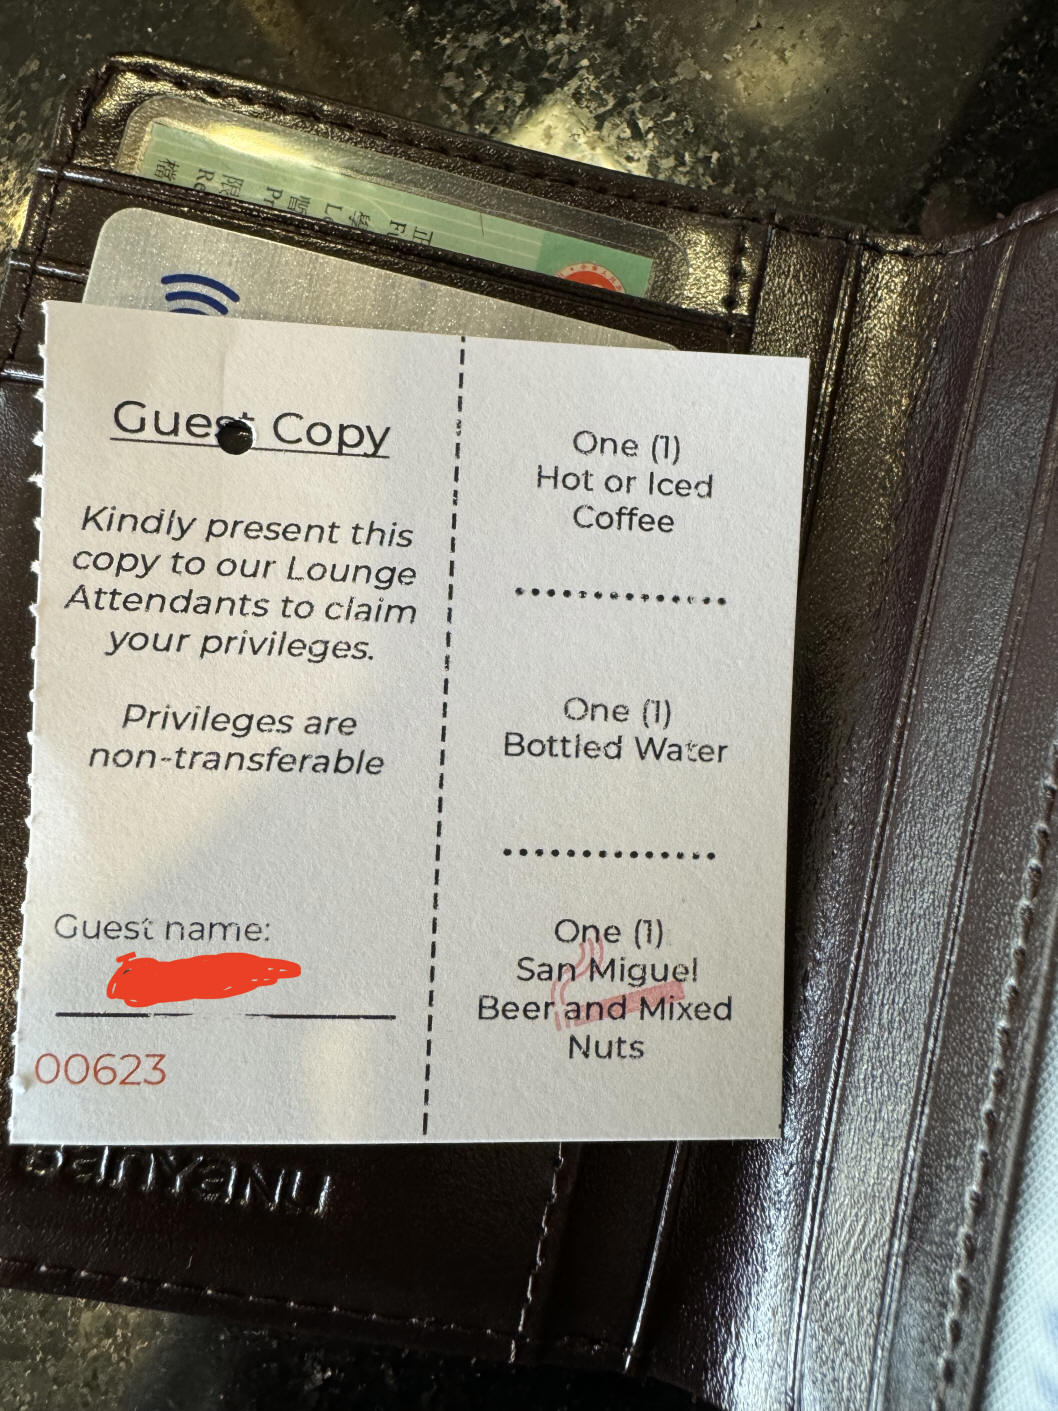 Guest Copy
Kindly present this
copy to our Lounge
Attendants to claim
your privileges.
Privileges are
non-transferable
Guest name:
00623
One (1)
Hot or Iced
Coffee
One (1)
Bottled Water
One (1)
San Miguel
Beer and Mixed
Nuts